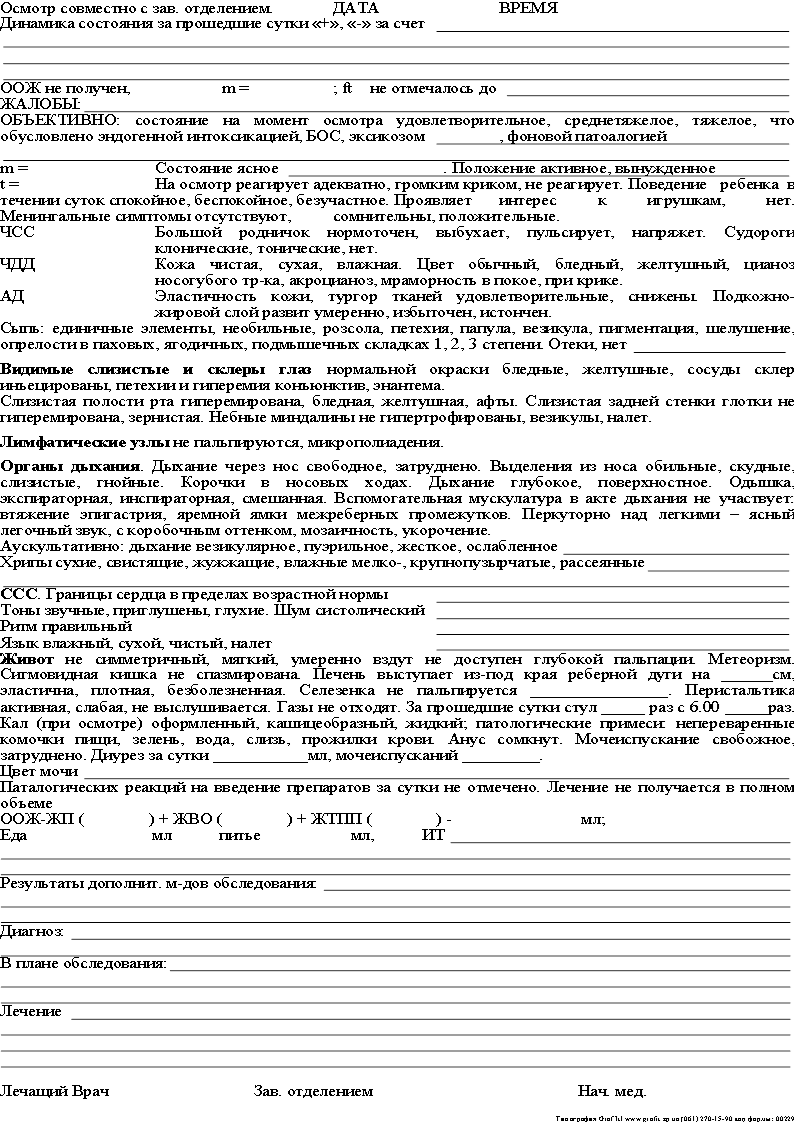 Осмотр совместно с зав. отделением. ДАТА ВРЕМЯ
Динамика состояния за прошедшие сутки «+», «-» за счет
ООЖ не получен, m = ; ft не отмечалось до
ЖАЛОБЫ:
ОБЪЕКТИВНО: состояние на момент осмотра удовлетворительное, среднетяжелое, тяжелое, что
обусловлено эндогенной интоксикацией, БОС, эксикозом , фоновой патоалогией
m = Состояние ясное . Положение активное, вынужденное
t = На осмотр реагирует адекватно, громким криком, не реагирует. Поведение ребенка в
течении суток спокойное, беспокойное, безучастное. Проявляет интерес к игрушкам, нет.
Менингальные симптомы отсутствуют, сомнительны, положительные.
ЧСС Большой родничок нормоточен, выбухает, пульсирует, напряжет. Судороги
клонические, тонические, нет.
ЧДД Кожа чистая, сухая, влажная. Цвет обычный, бледный, желтушный, цианоз
носогубого тр-ка, акроцианоз, мраморность в покое, при крике.
АД Эластичность кожи, тургор тканей удовлетворительные, снижены. Подкожно-
жировой слой развит умеренно, избыточен, истончен.
Сыпь: единичные элементы, необильные, розсола, петехия, папула, везикула, пигментация, шелушение,
опрелости в паховых, ягодичных, подмышечных складках 1, 2, 3 степени. Отеки, нет
Видимые слизистые и склеры глаз нормальной окраски бледные, желтушные, сосуды склер
иньецированы, петехии и гиперемия коньюнктив, энантема.
Слизистая полости рта гиперемирована, бледная, желтушная, афты. Слизистая задней стенки глотки не
гиперемирована, зернистая. Небные миндалины не гипертрофированы, везикулы, налет.
Лимфатические узлы не пальпируются, микрополиадения.
Органы дыхания. Дыхание через нос свободное, затруднено. Выделения из носа обильные, скудные,
слизистые, гнойные. Корочки в носовых ходах. Дыхание глубокое, поверхностное. Одышка,
экспираторная, инспираторная, смешанная. Вспомогательная мускулатура в акте дыхания не участвует:
втяжение эпигастрия, яремной ямки межреберных промежутков. Перкуторно над легкими – ясный
легочный звук, с коробочным оттенком, мозаичность, укорочение.
Аускультативно: дыхание везикулярное, пуэрильное, жесткое, ослабленное
Хрипы сухие, свистящие, жужжащие, влажные мелко-, крупнопузырчатые, рассеянные
ССС. Границы сердца в пределах возрастной нормы
Тоны звучные, приглушены, глухие. Шум систолический
Ритм правильный
Язык влажный, сухой, чистый, налет
Живот не симметричный, мягкий, умеренно вздут не доступен глубокой пальпации. Метеоризм.
Сигмовидная кишка не спазмирована. Печень выступает из-под края реберной дуги на ______см,
эластична, плотная, безболезненная. Селезенка не пальпируется ________________. Перистальтика
активная, слабая, не выслушивается. Газы не отходят. За прошедшие сутки стул _____ раз с 6.00 _____раз.
Кал (при осмотре) оформленный, кашицеобразный, жидкий; патологические примеси: непереваренные
комочки пищи, зелень, вода, слизь, прожилки крови. Анус сомкнут. Мочеиспускание свобожное,
затруднено. Диурез за сутки ____________мл, мочеиспусканий __________.
Цвет мочи
Паталогических реакций на введение препаратов за сутки не отмечено. Лечение не получается в полном
объеме
ООЖ-ЖП ( ) + ЖВО ( ) + ЖТПП ( ) - мл;
Еда мл питье мл, ИТ
Результаты дополнит. м-дов обследования:
Диагноз:
В плане обследования:
Лечение
Лечащий Врач Зав. отделением Нач. мед.